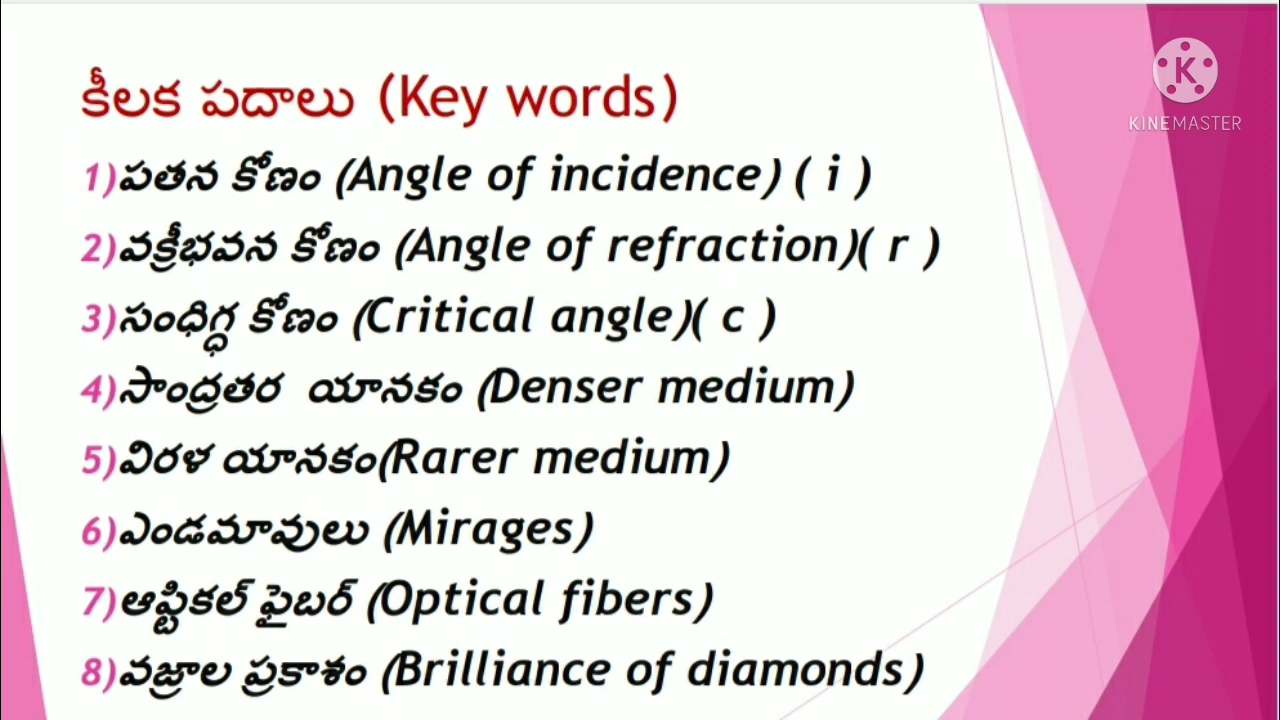 కీలక పదాలు (Key words)
KINEMASTER
1)పతన కోణం (Angle of incidence) ( i )
2)వక్రీభవన కోణం (Angle of refraction)( r )
3)సంధిగ్ధ కోణం (Critical angle)( c )
4)సాంద్రతర యానకం (Denser medium)
5)విరళ యానకం(Rarer medium)
6)ఎండమావులు (Mirages)
7)ఆప్టికల్ ఫైబర్ (Optical fibers)
8)వజ్రాల ప్రకాశం (Brilliance of diamonds)